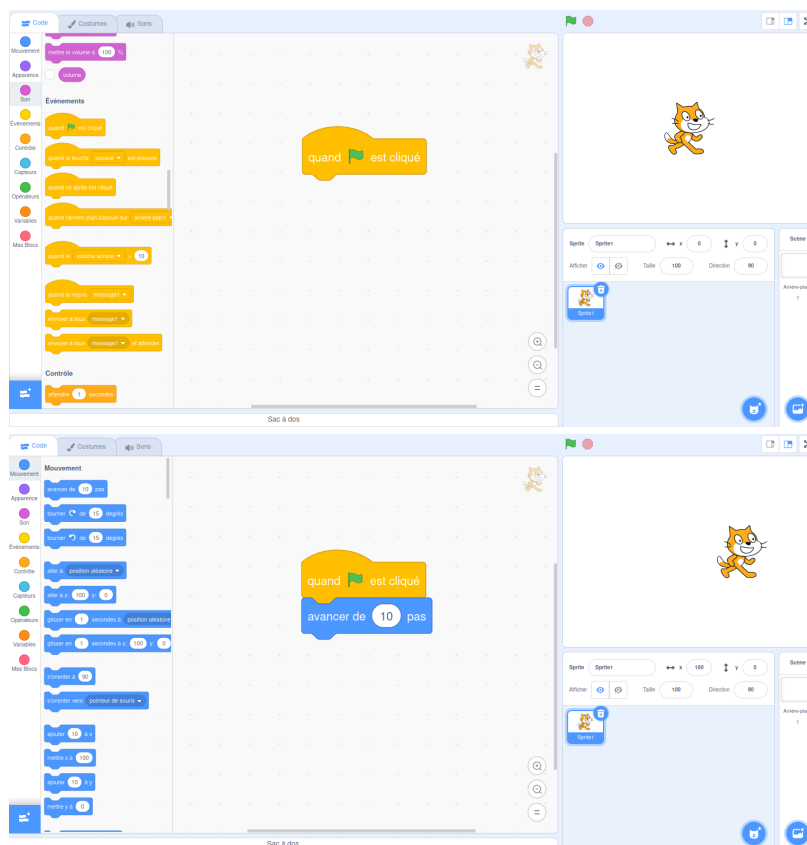 Code Costumes Sons
Mouvement
Apparence
Son
Événements
Contrôle
Capteurs
Opérateurs
Variables
Mes Blocs
mettre le volume à 100 %
volume
Événements
quand est cliqué
quand la touche espace est pressée
quand ce sprite est cliqué
quand l'arrière-plan bascule sur arrière-plan1
quand le volume sonore > 10
quand je reçois message1
envoyer à tous message1
envoyer à tous message1 et attendre
Contrôle
attendre 1 secondes
quand est cliqué
Sac à dos
Sprite Sprite1 x 0 y 0
Afficher Taille 100 Direction 90
Sprite1
Scène
Arrière-pla
1
Code Costumes Sons
Mouvement
Apparence
Son
Événements
Contrôle
Capteurs
Opérateurs
Variables
Mes Blocs
Mouvement
avancer de 10 pas
tourner de 15 degrés
tourner de 15 degrés
aller à position aléatoire
aller à x: 100 y: 0
glisser en 1 secondes à position aléatoire
glisser en 1 secondes à x: 100 y: 0
s'orienter à 90
s'orienter vers pointeur de souris
ajouter 10 à x
mettre x à 100
ajouter 10 à y
mettre y à 0
quand est cliqué
avancer de 10 pas
Sac à dos
Sprite Sprite1 x 100 y 0
Afficher Taille 100 Direction 90
Sprite1
Scène
Arrière-pla
1